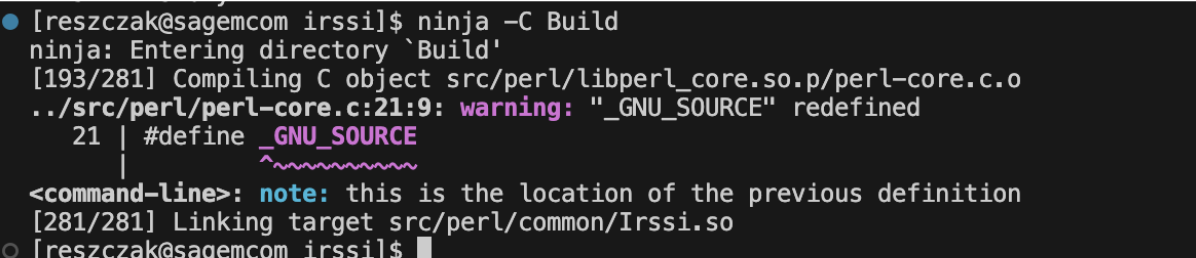 [reszczak@sagemcom irssi]$ ninja -C Build
ninja: Entering directory `Build'
[193/281] Compiling C object src/perl/libperl_core.so.p/perl-core.c.o
../src/perl/perl-core.c:21:9: warning: "_GNU_SOURCE" redefined
   21 | #define _GNU_SOURCE
      |         ^~~~~~~~~~~
<command-line>: note: this is the location of the previous definition
[281/281] Linking target src/perl/common/Irssi.so
[reszczak@sagemcom irssi]$